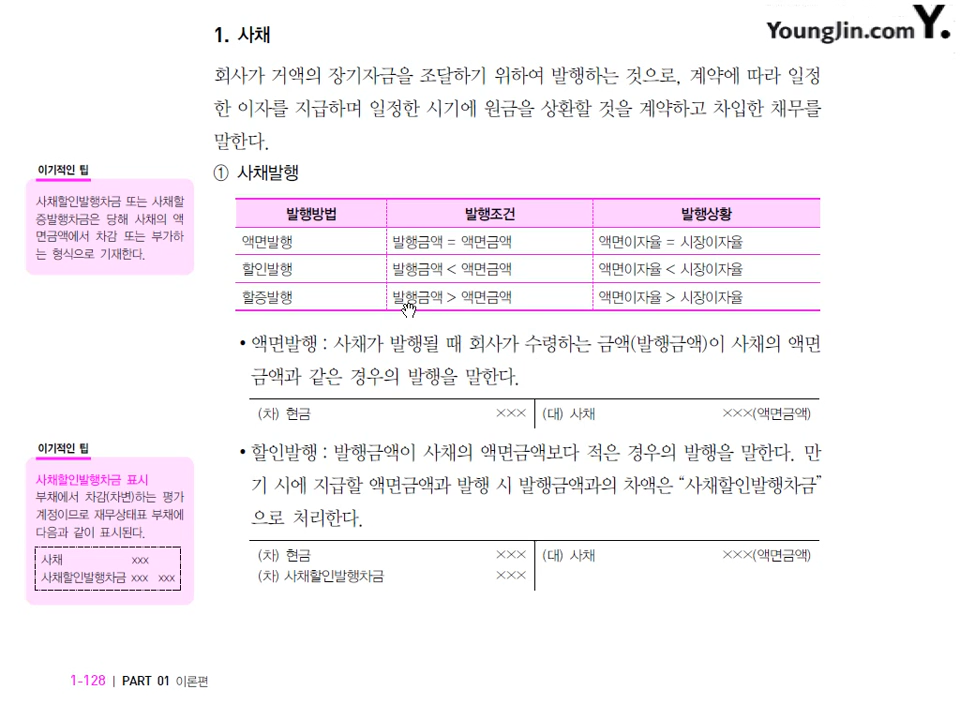 YoungJin.com Y.
1. 사채
회사가 거액의 장기자금을 조달하기 위하여 발행하는 것으로, 계약에 따라 일정
한 이자를 지급하며 일정한 시기에 원금을 상환할 것을 계약하고 차입한 채무를
말한다.
① 사채발행
이기적인 팁
사채할인발행차금 또는 사채할
증발행차금은 당해 사채의 액
면금액에서 차감 또는 부가하
는 형식으로 기재한다.
발행방법 발행조건 발행상황
액면발행 발행금액 = 액면금액 액면이자율 = 시장이자율
할인발행 발행금액 < 액면금액 액면이자율 < 시장이자율
할증발행 발행금액 > 액면금액 액면이자율 > 시장이자율
• 액면발행 : 사채가 발행될 때 회사가 수령하는 금액(발행금액)이 사채의 액면
금액과 같은 경우의 발행을 말한다.
(차) 현금 ××× (대) 사채 ×××(액면금액)
• 할인발행 : 발행금액이 사채의 액면금액보다 적은 경우의 발행을 말한다. 만
기 시에 지급할 액면금액과 발행 시 발행금액과의 차액은 “사채할인발행차금”
으로 처리한다.
(차) 현금 ××× (대) 사채 ×××(액면금액)
(차) 사채할인발행차금 ×××
이기적인 팁
사채할인발행차금 표시
부채에서 차감(차변)하는 평가
계정이므로 재무상태표 부채에
다음과 같이 표시된다.
사채 xxx
사채할인발행차금 xxx xxx
1-128 | PART 01 이론편